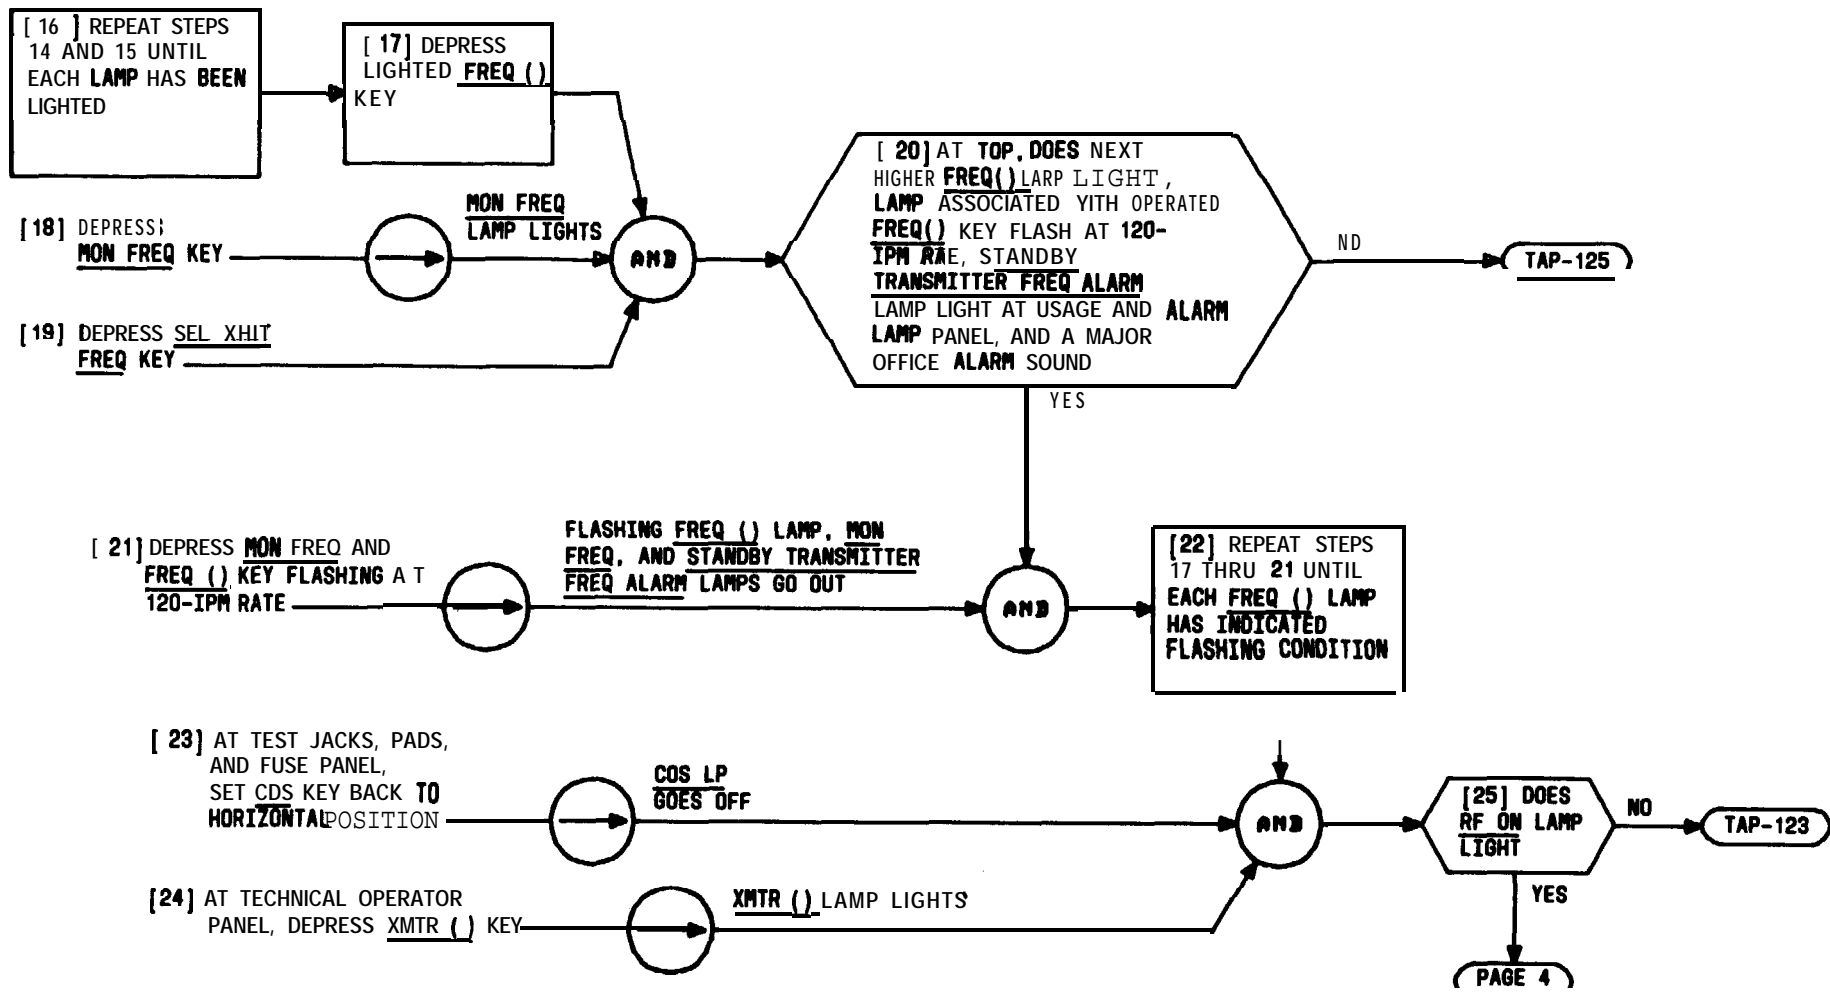 [ 16 ] REPEAT STEPS
14 AND 15 UNTIL
EACH LAMP HAS BEEN
LIGHTED
[ 17] DEPRESS
LIGHTED FREQ ()
KEY
[18] DEPRESS;
MON FREQ KEY
MON FREQ
LAMP LIGHTS
AND
[19] DEPRESS SEL XHIT
FREQ KEY
[ 20] AT TOP, DOES NEXT
HIGHER FREQ() LARP LIGHT,
LAMP ASSOCIATED YITH OPERATED
FREQ() KEY FLASH AT 120-
IPM RAE, STANDBY
TRANSMITTER FREQ ALARM
LAMP LIGHT AT USAGE AND ALARM
LAMP PANEL, AND A MAJOR
OFFICE ALARM SOUND
ND
TAP-125
YES
[ 21] DEPRESS MON FREQ AND
FREQ () KEY FLASHING AT
120-IPM RATE
FLASHING FREQ () LAMP, MON
FREQ, AND STANDBY TRANSMITTER
FREQ ALARM LAMPS GO OUT
AND
[22] REPEAT STEPS
17 THRU 21 UNTIL
EACH FREQ () LAMP
HAS INDICATED
FLASHING CONDITION
[ 23] AT TEST JACKS, PADS,
AND FUSE PANEL,
SET CDS KEY BACK TO
HORIZONTAL POSITION
COS LP
GOES OFF
AND
[25] DOES
RF ON LAMP
LIGHT
NO
TAP-123
YES
[24] AT TECHNICAL OPERATOR
PANEL, DEPRESS XMTR () KEY
XMTR () LAMP LIGHTS
PAGE 4